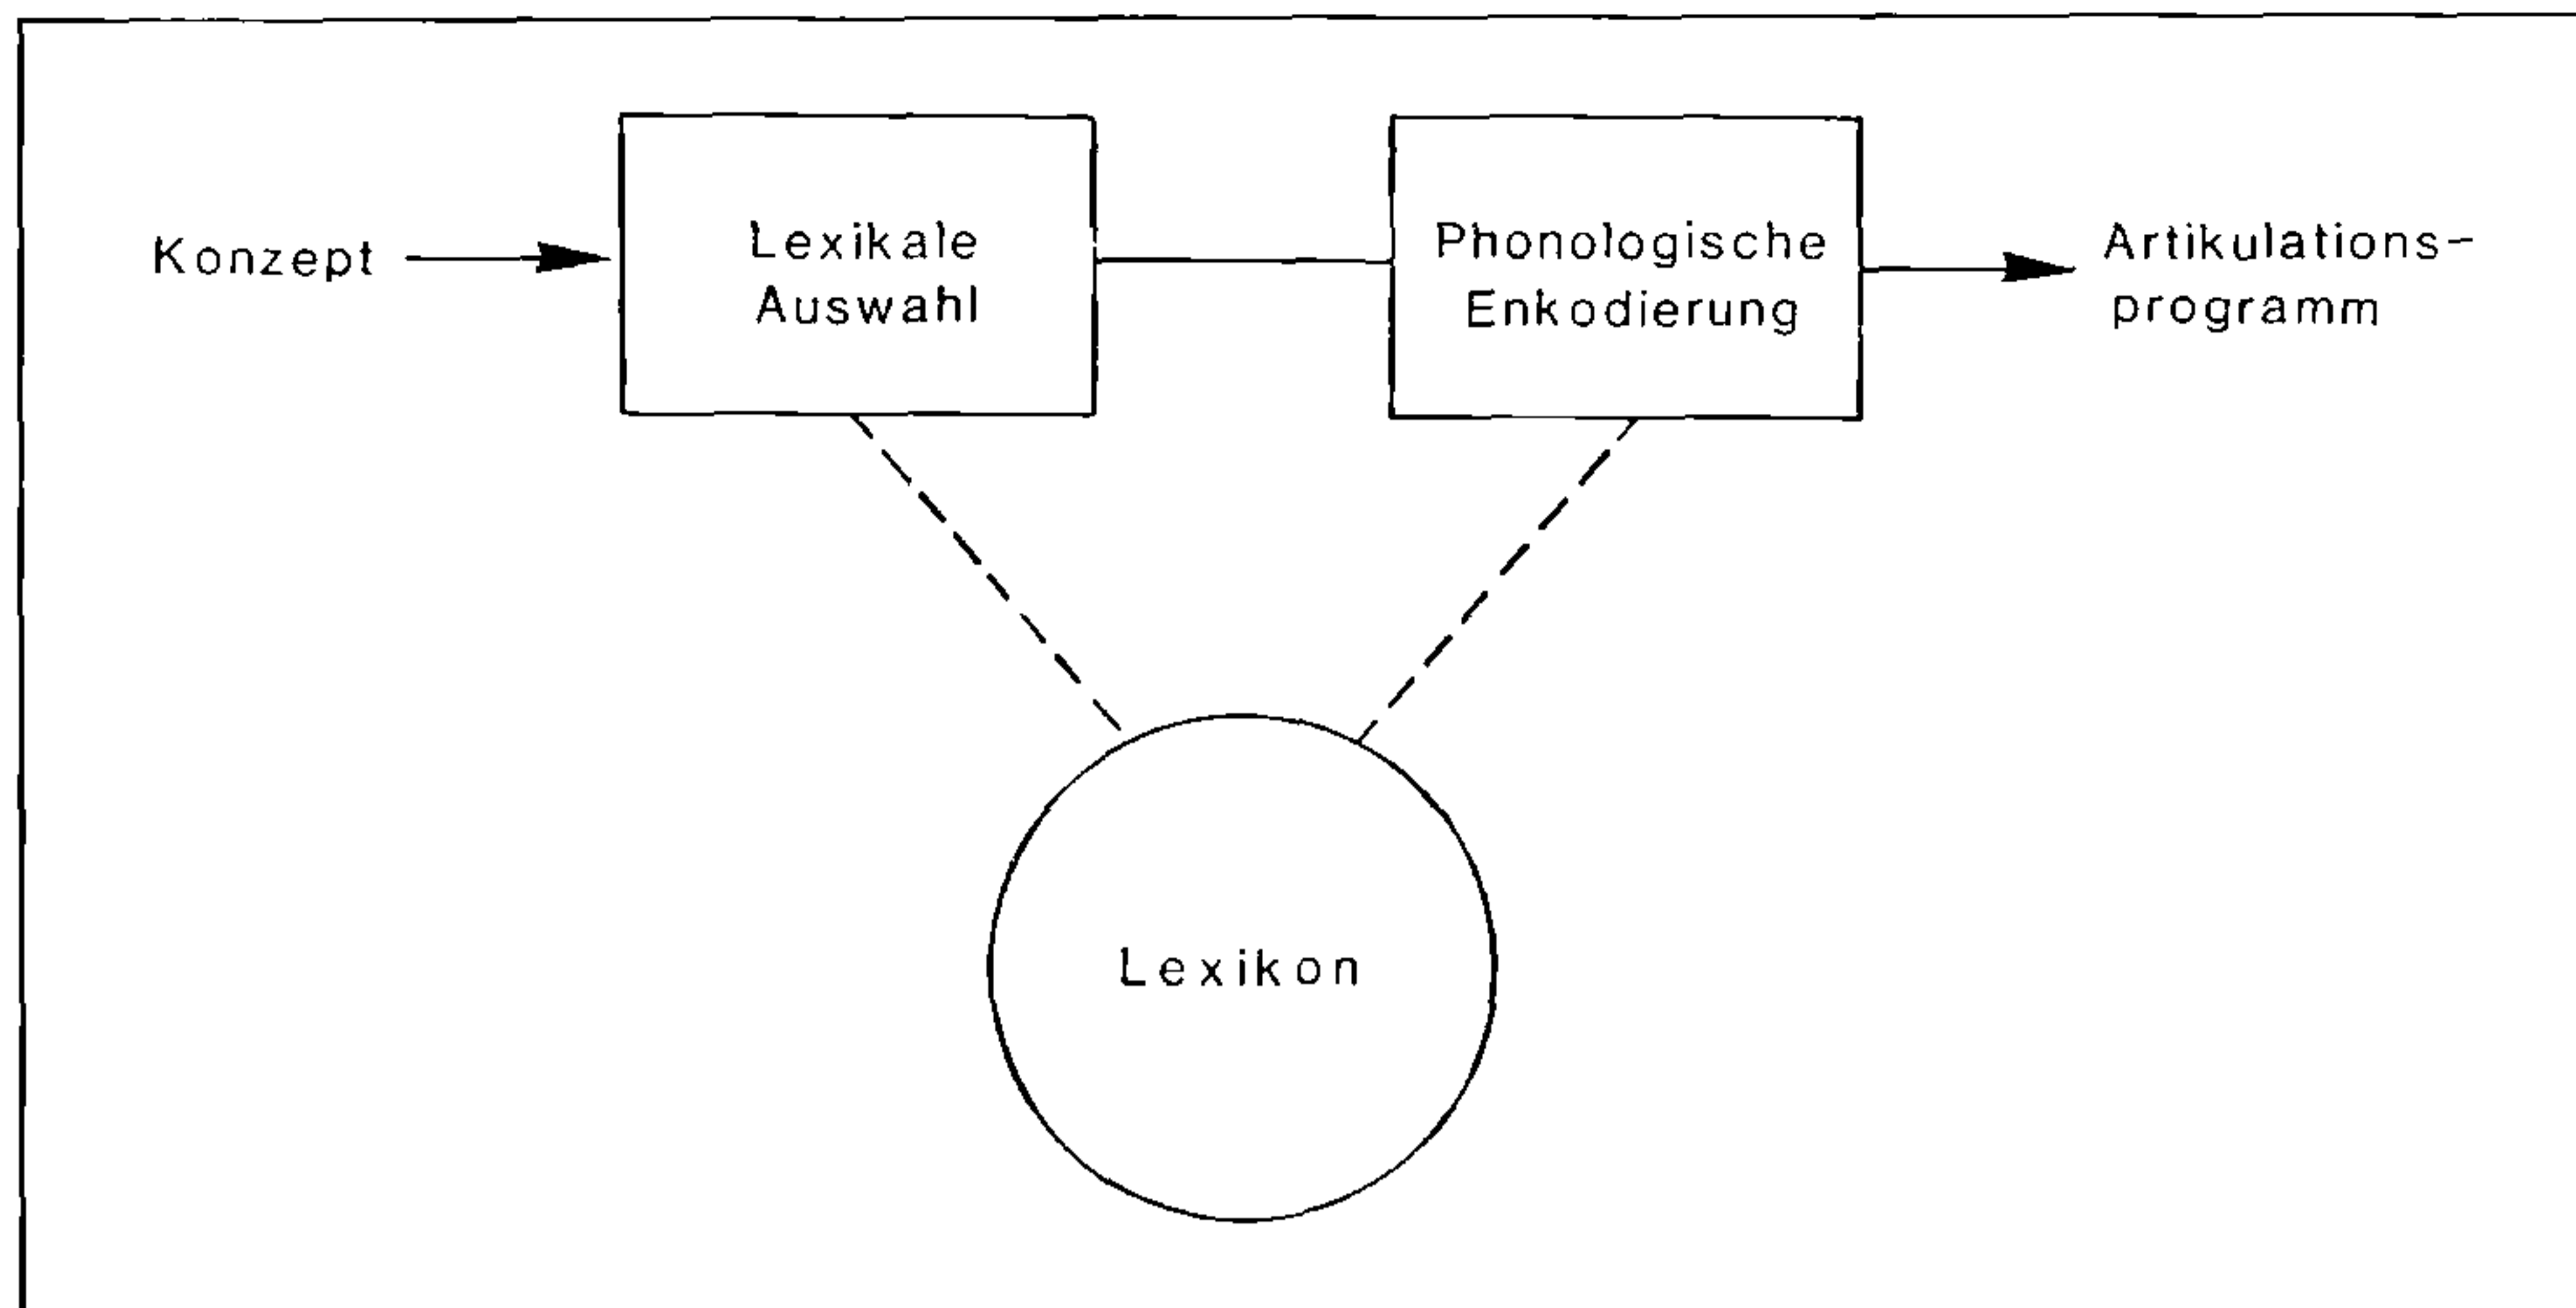 Konzept
Lexikale
Auswahl
Phonologische
Enkodierung
Artikulations-
programm
Lexikon